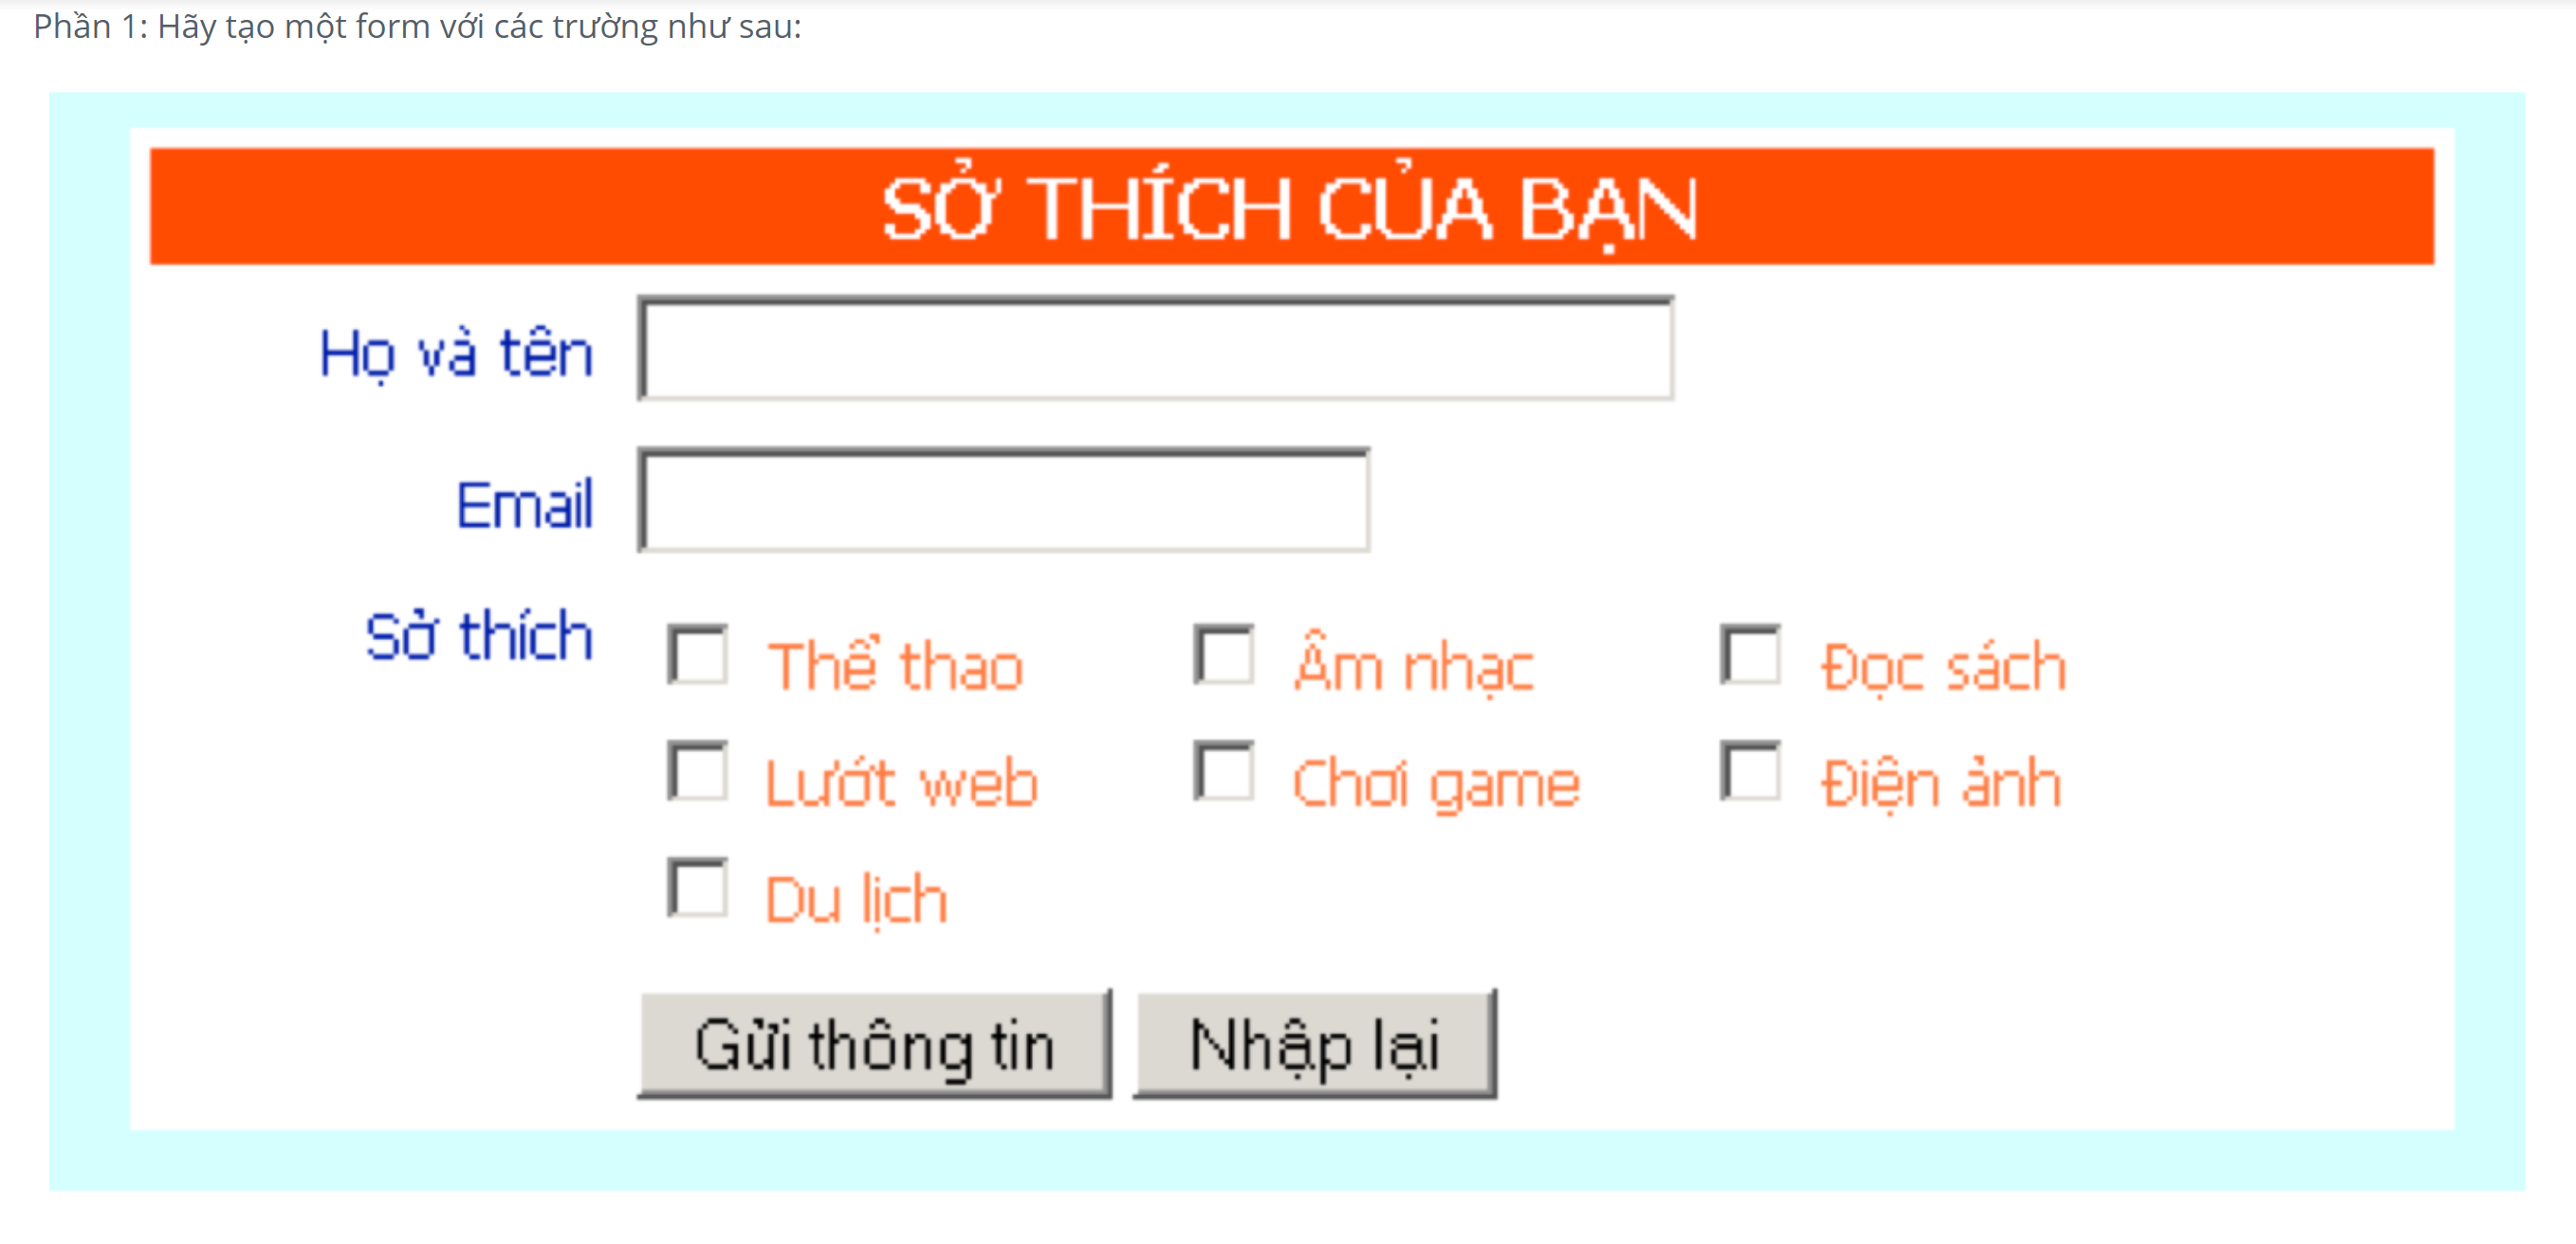 Phần 1: Hãy tạo một form với các trường như sau:
SỞ THÍCH CỦA BẠN
Họ và tên
Email
Sở thích
Thể thao Âm nhạc Đọc sách
Lướt web Chơi game Điện ảnh
Du lịch
Gửi thông tin Nhập lại